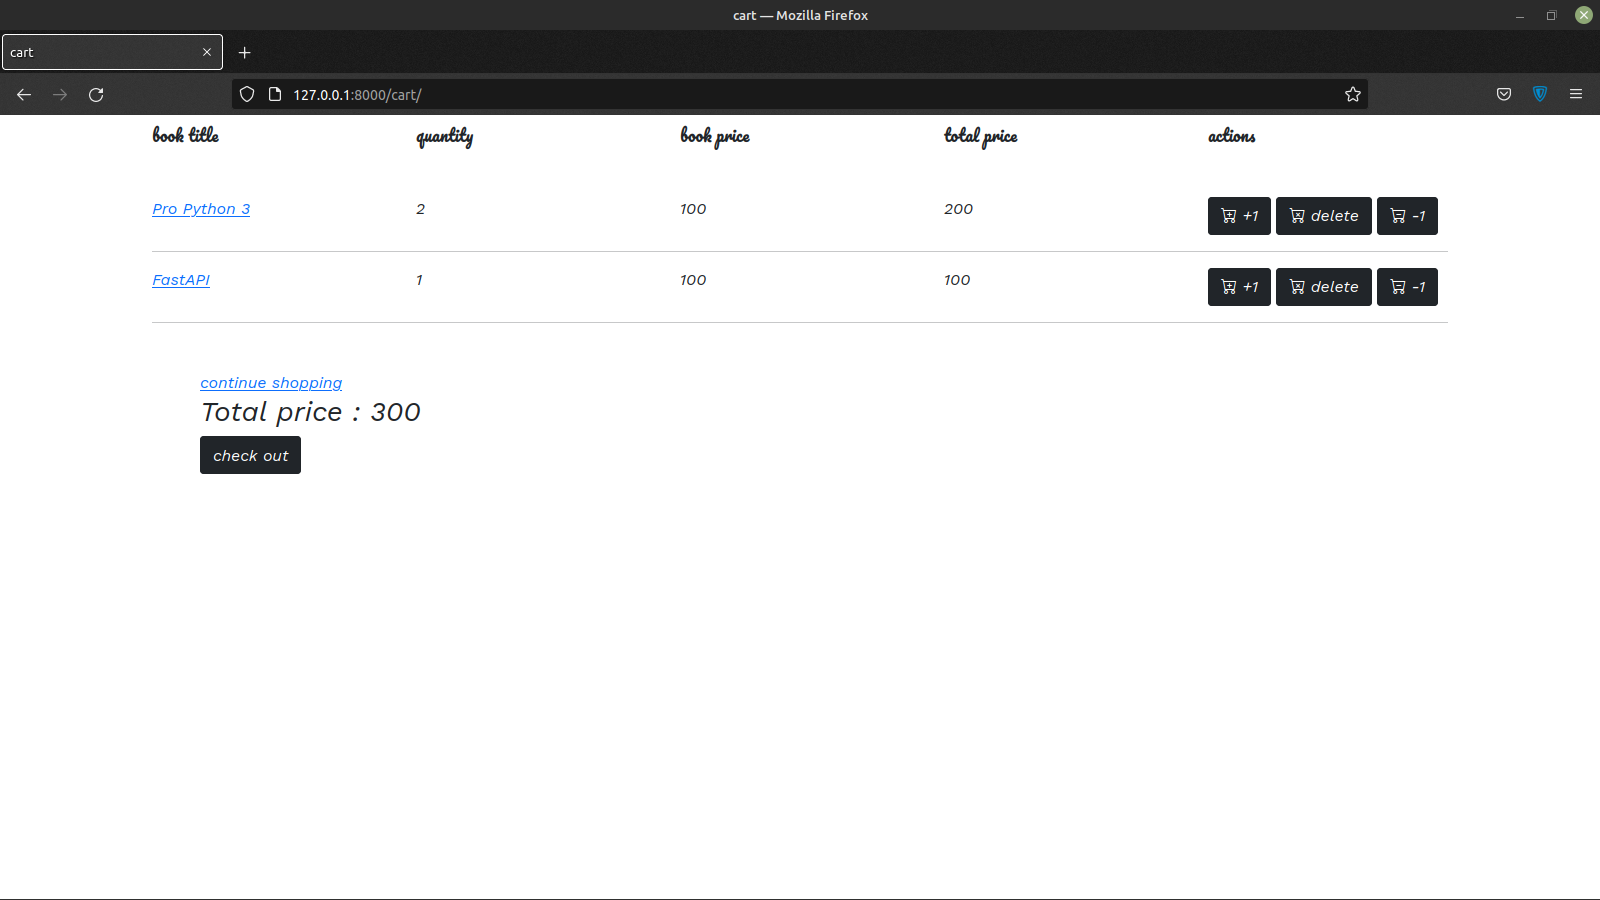 cart — Mozilla Firefox
cart
127.0.0.1:8000/cart/
book title quantity book price total price actions
Pro Python 3 2 100 200 +1 delete -1
FastAPI 1 100 100 +1 delete -1
continue shopping
Total price : 300
check out